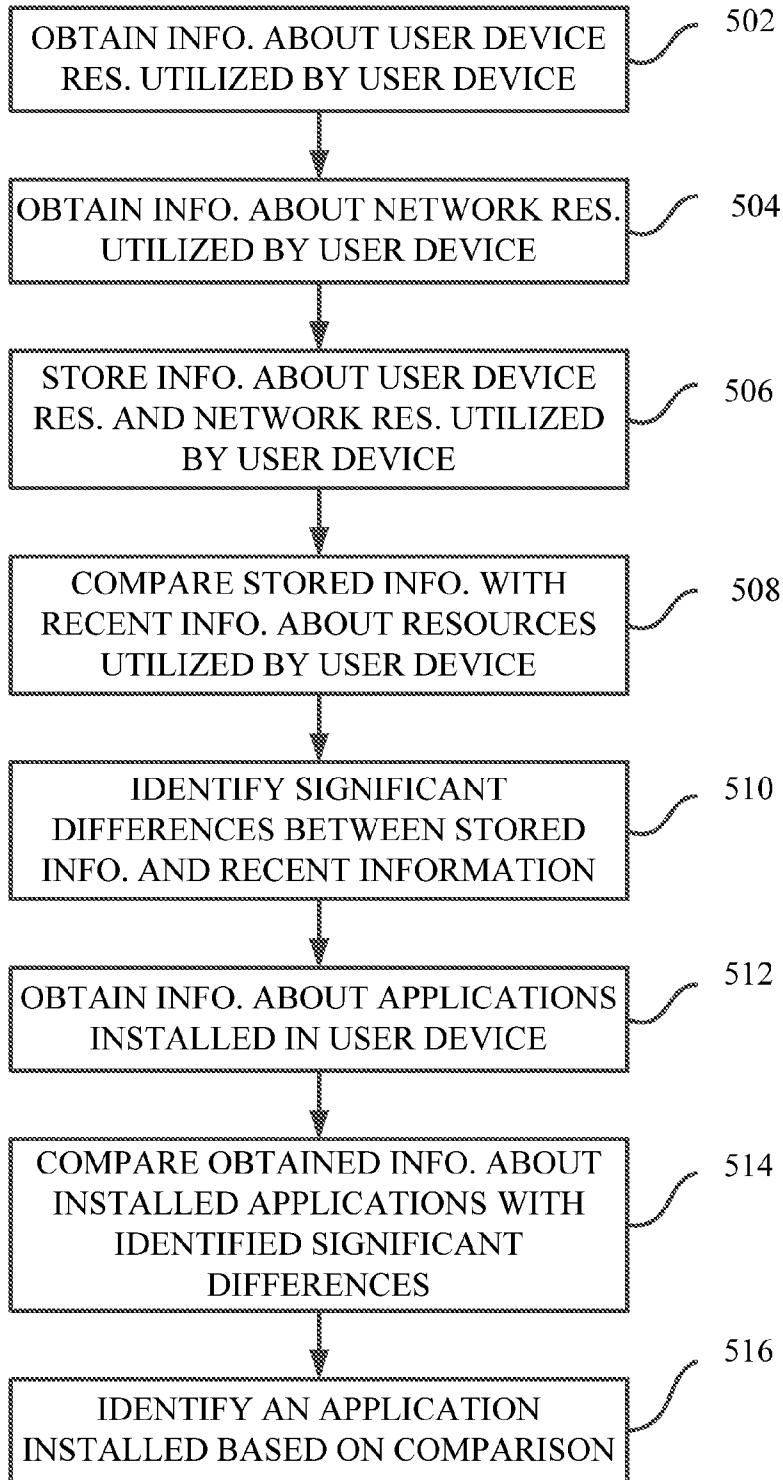 OBTAIN INFO. ABOUT USER DEVICE
RES. UTILIZED BY USER DEVICE
502
OBTAIN INFO. ABOUT NETWORK RES.
UTILIZED BY USER DEVICE
504
STORE INFO. ABOUT USER DEVICE
RES. AND NETWORK RES. UTILIZED
BY USER DEVICE
506
COMPARE STORED INFO. WITH
RECENT INFO. ABOUT RESOURCES
UTILIZED BY USER DEVICE
508
IDENTIFY SIGNIFICANT
DIFFERENCES BETWEEN STORED
INFO. AND RECENT INFORMATION
510
OBTAIN INFO. ABOUT APPLICATIONS
INSTALLED IN USER DEVICE
512
COMPARE OBTAINED INFO. ABOUT
INSTALLED APPLICATIONS WITH
IDENTIFIED SIGNIFICANT
DIFFERENCES
514
IDENTIFY AN APPLICATION
INSTALLED BASED ON COMPARISON
516